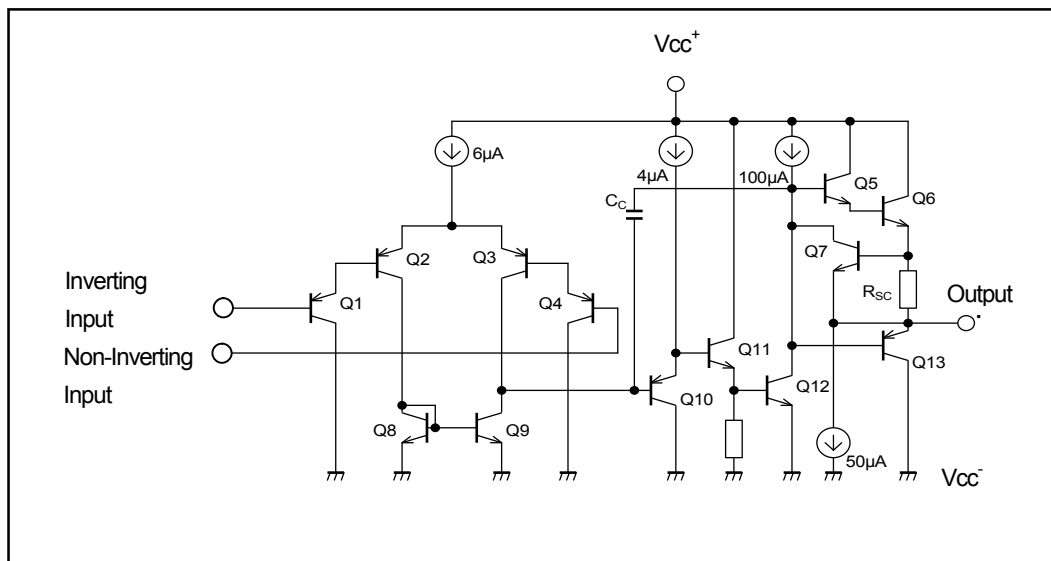 Vcc+
6µA
4µA
100µA
Q5
Q6
CC
Q2
Q3
Q7
Inverting
Input
Q1
Q4
RSC
Output
Non-Inverting
Input
Q11
Q13
Q10
Q12
Q8
Q9
50µA
Vcc-